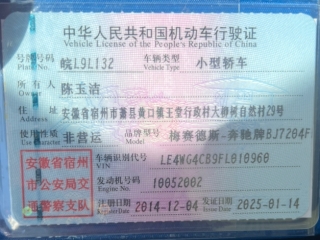 中华人民共和国机动车行驶证
Vehicle License of the People's Republic of China
号牌号码 皖L9L132 车辆类型 小型轿车
Plate No. Vehicle Type
所有人 陈玉洁
Owner
住址 安徽省宿州市萧县黄口镇王堂行政村大柳树自然村29号
使用性质 非营运 品牌型号 梅赛德斯-奔驰牌BJ7204F
Use Character
安徽省宿州市公安局交通警察支队
车辆识别代号 LE4WG4CB9FL010960
VIN
发动机号码 10052002
Engine No.
注册日期 2014-12-04 发证日期 2025-01-14
Register Date Issue Date